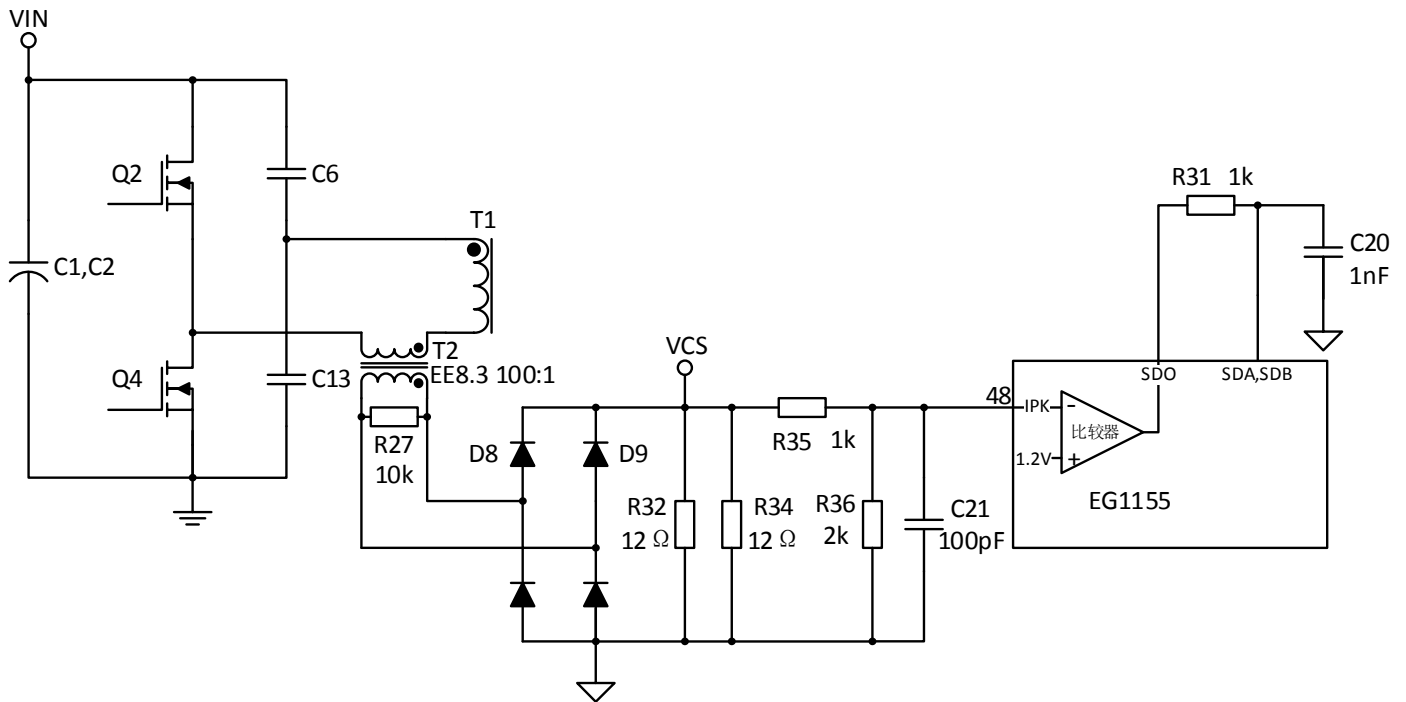 VIN
Q2
C6
R31 1k
T1
C1,C2
C20
1nF
T2
EE8.3 100:1
VCS
Q4
C13
SDO
SDA,SDB
48
IPK
-
比较器
1.2V
+
R27
10k
D8
D9
R35 1k
EG1155
R32
12 Ω
R34
12 Ω
R36
2k
C21
100pF